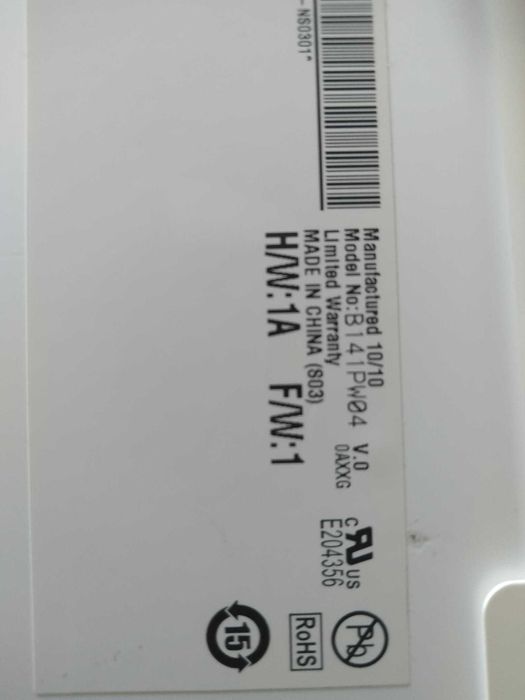 - NS0301*
Manufactured 10/10
Model No:B141PW04 V.0
Limited Warranty 0AXXG
MADE IN CHINA (S03)
H/W:1A F/W:1
c RU US
E204356
Pb
RoHS
15